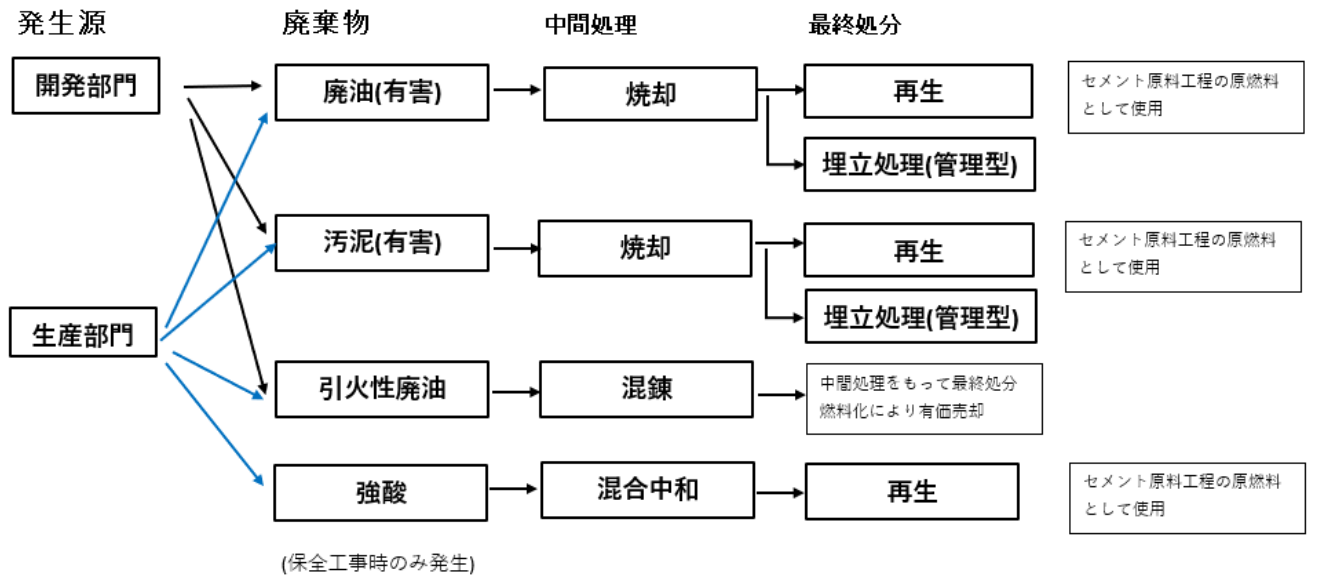 発生源
廃棄物
中間処理
最終処分
開発部門
廃油(有害)
焼却
再生
セメント原料工程の原燃料
として使用
埋立処理(管理型)
汚泥(有害)
焼却
再生
セメント原料工程の原燃料
として使用
生産部門
埋立処理(管理型)
引火性廃油
混錬
中間処理をもって最終処分
燃料化により有価売却
強酸
混合中和
再生
セメント原料工程の原燃料
として使用
(保全工事時のみ発生)